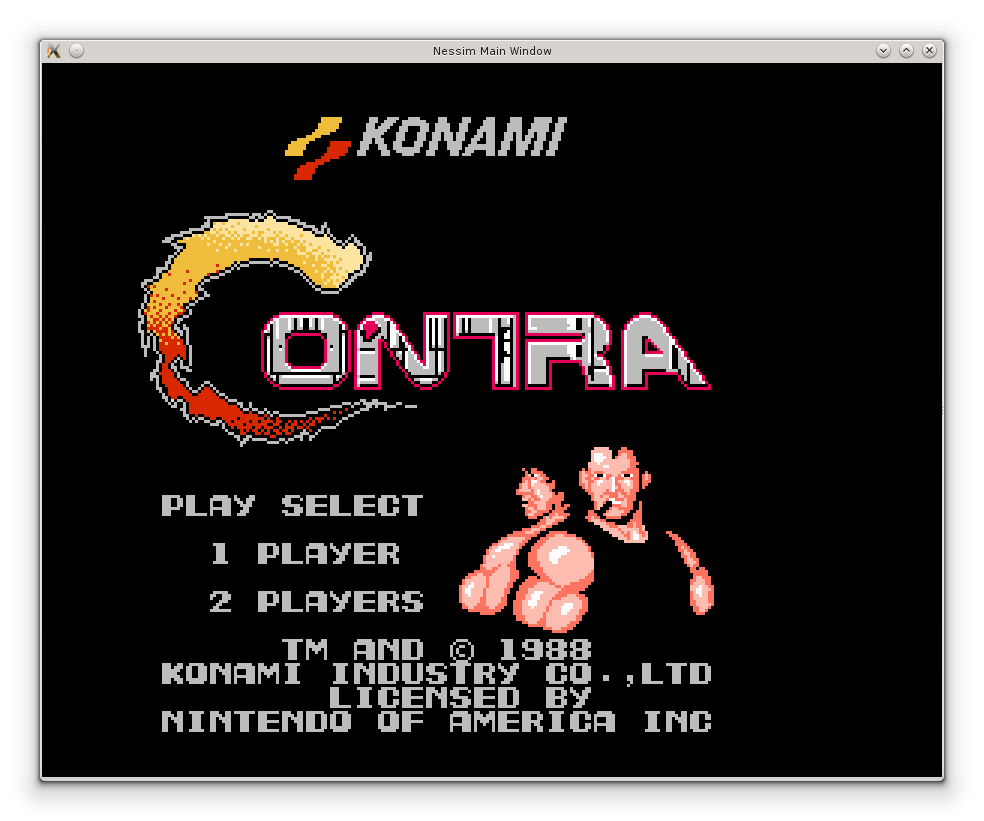 Nessim Main Window
KONAMI
CONTRA
PLAY SELECT
1 PLAYER
2 PLAYERS
TM AND © 1988
KONAMI INDUSTRY CO.,LTD
LICENSED BY
NINTENDO OF AMERICA INC